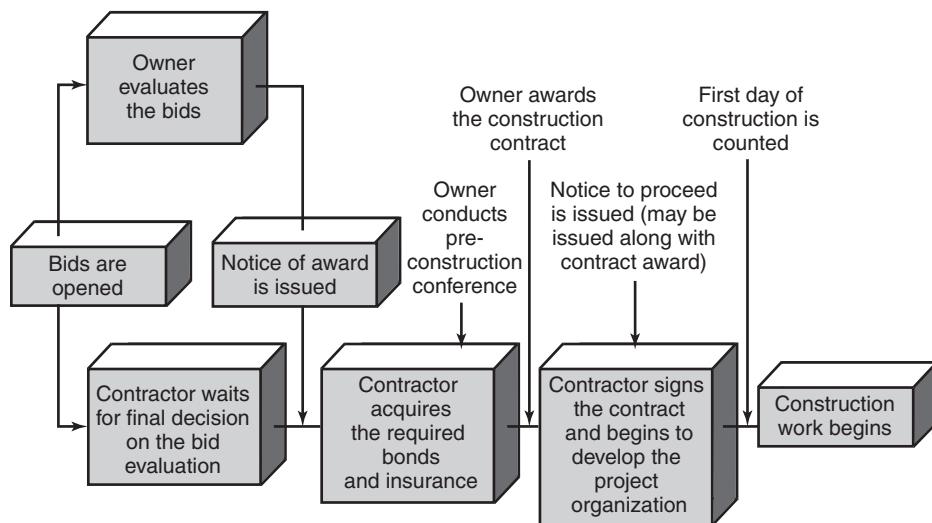 Owner
evaluates
the bids
Bids are
opened
Notice of award
is issued
Contractor waits
for final decision
on the bid
evaluation
Owner
conducts
pre-
construction
conference
Contractor
acquires
the required
bonds
and insurance
Owner awards
the construction
contract
Notice to proceed
is issued (may be
issued along with
contract award)
Contractor signs
the contract
and begins to
develop the
project
organization
First day of
construction is
counted
Construction
work begins